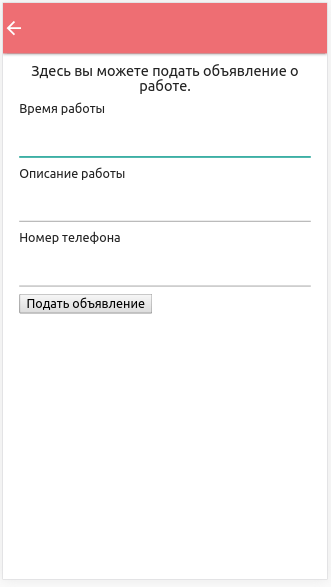 Здесь вы можете подать объявление о
работе.
Время работы
Описание работы
Номер телефона
Подать объявление